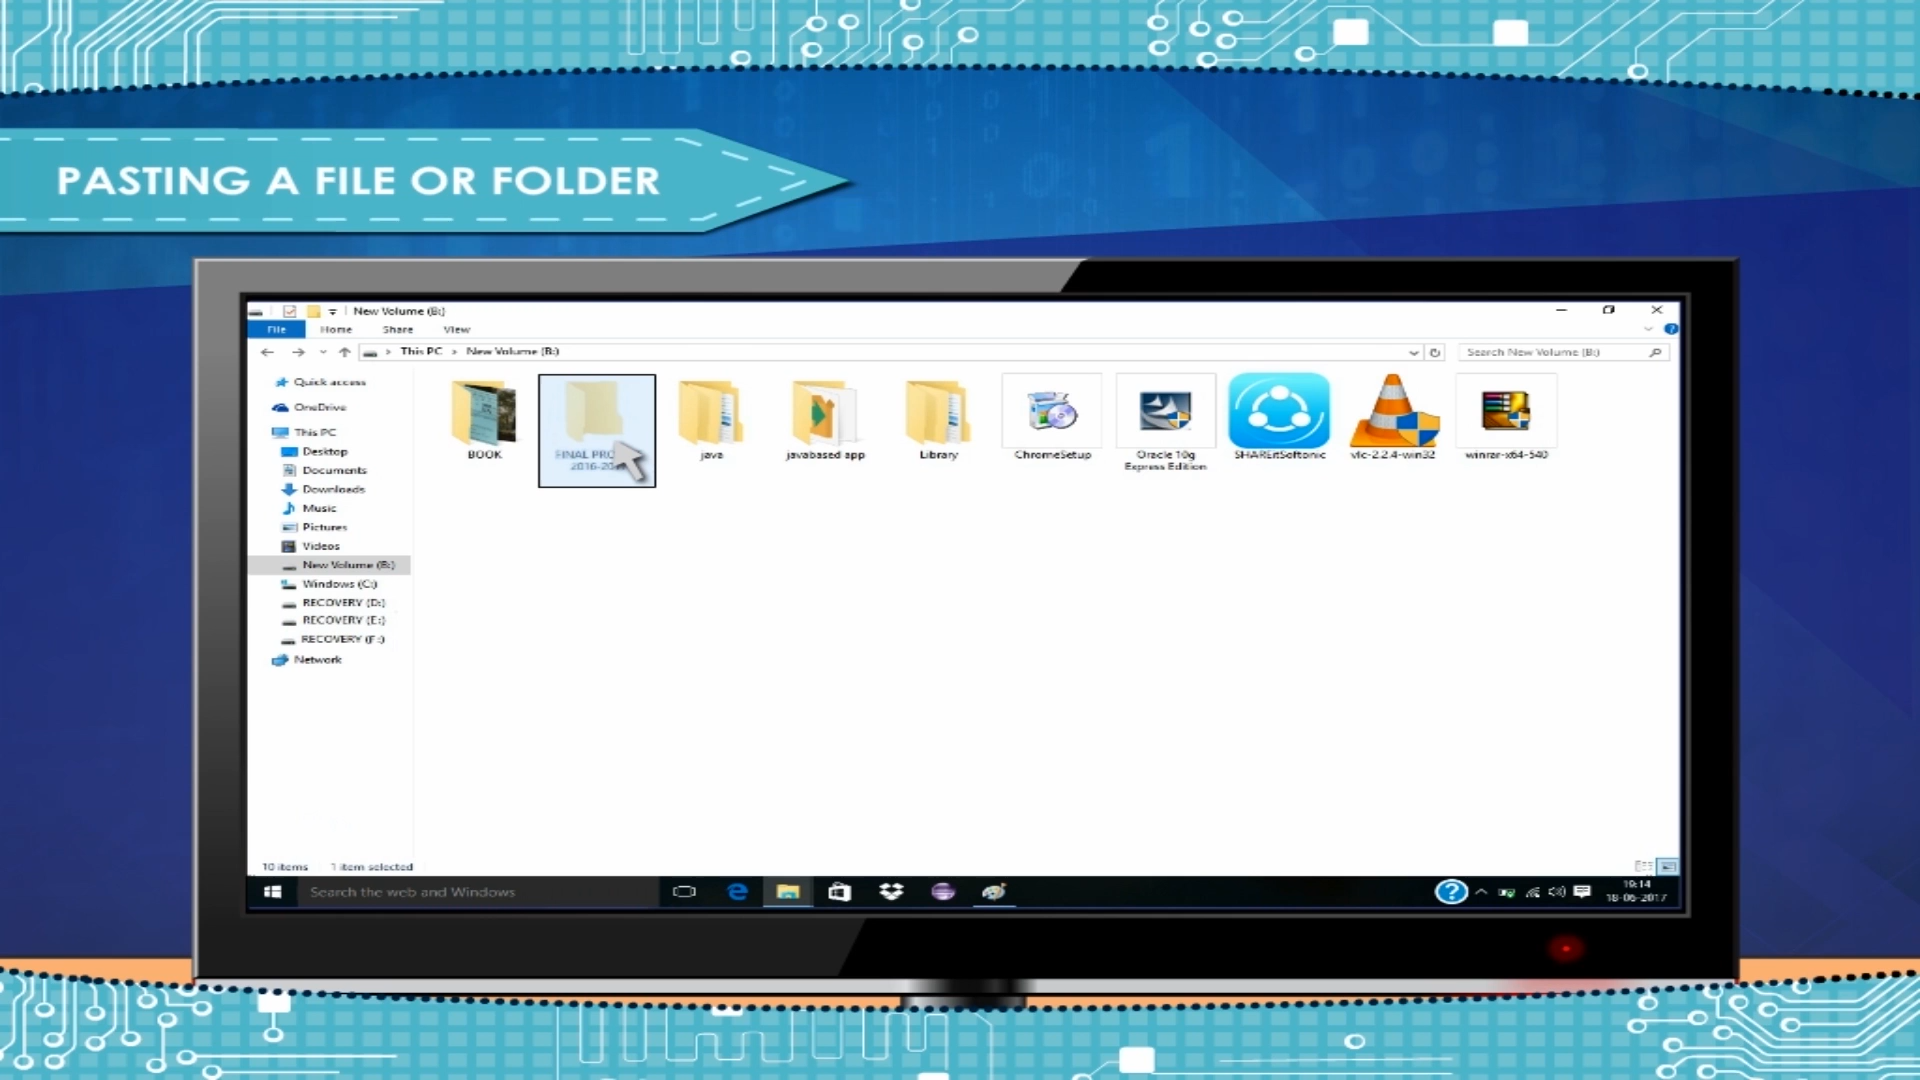 PASTING A FILE OR FOLDER
New Volume (B:)
File Home Share View
This PC > New Volume (B:)
Search New Volume (B:)
Quick access
OneDrive
This PC
Desktop
Documents
Downloads
Music
Pictures
Videos
New Volume (B:)
Windows (C:)
RECOVERY (D:)
RECOVERY (E:)
RECOVERY (F:)
Network
BOOK
FINAL
java
javabased app
Library
ChromeSetup
Oracle 10g
Express Edition
SHAREitSoftonic
vlc-2.2.4-win32
winrar-x64-540
10 items 1 item selected
Search the web and Windows
19:14
18-06-2017